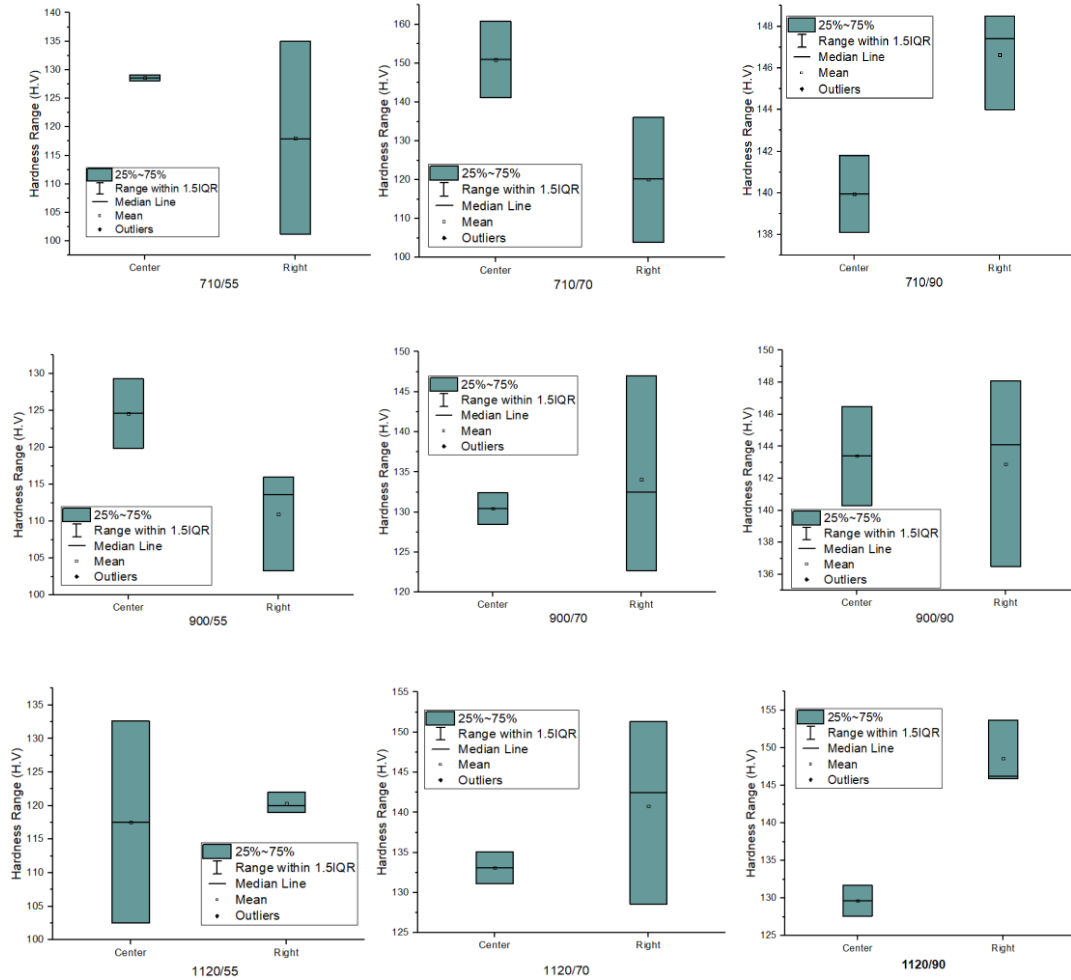 140
135
130
125
120
115
110
105
100
Hardness Range (H.V)
25%~75%
Range within 1.5IQR
Median Line
Mean
Outliers
Center Right
710/55
160
150
140
130
120
110
100
Hardness Range (H.V)
25%~75%
Range within 1.5IQR
Median Line
Mean
Outliers
Center Right
710/70
148
146
144
142
140
138
Hardness Range (H.V)
25%~75%
Range within 1.5IQR
Median Line
Mean
Outliers
Center Right
710/90
130
125
120
115
110
105
100
Hardness Range (H.V)
25%~75%
Range within 1.5IQR
Median Line
Mean
Outliers
Center Right
900/55
150
145
140
135
130
125
120
Hardness Range (H.V)
25%~75%
Range within 1.5IQR
Median Line
Mean
Outliers
Center Right
900/70
150
148
146
144
142
140
138
136
Hardness Range (H.V)
25%~75%
Range within 1.5IQR
Median Line
Mean
Outliers
Center Right
900/90
135
130
125
120
115
110
105
100
Hardness Range (H.V)
25%~75%
Range within 1.5IQR
Median Line
Mean
Outliers
Center Right
1120/55
155
150
145
140
135
130
125
Hardness Range (H.V)
25%~75%
Range within 1.5IQR
Median Line
Mean
Outliers
Center Right
1120/70
155
150
145
140
135
130
125
Hardness Range (H.V)
25%~75%
Range within 1.5IQR
Median Line
Mean
Outliers
Center Right
1120/90